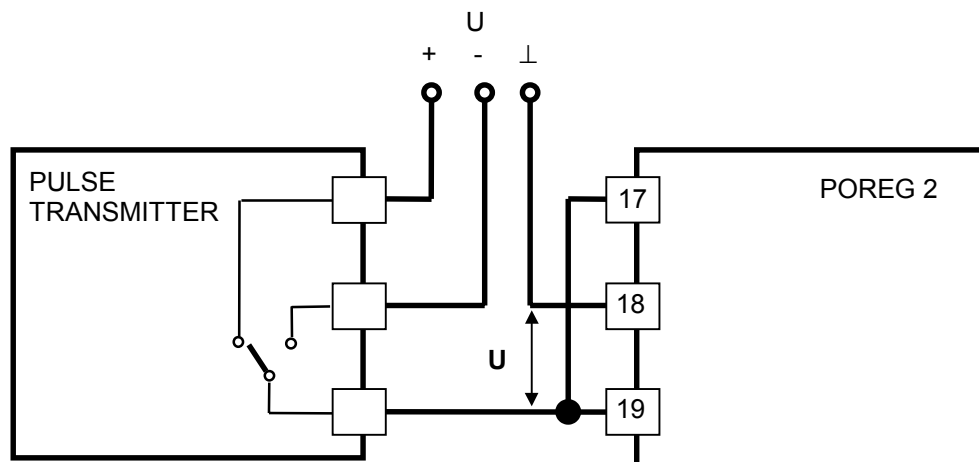 U
+ - ⊥
PULSE
TRANSMITTER
POREG 2
17
18
U
19